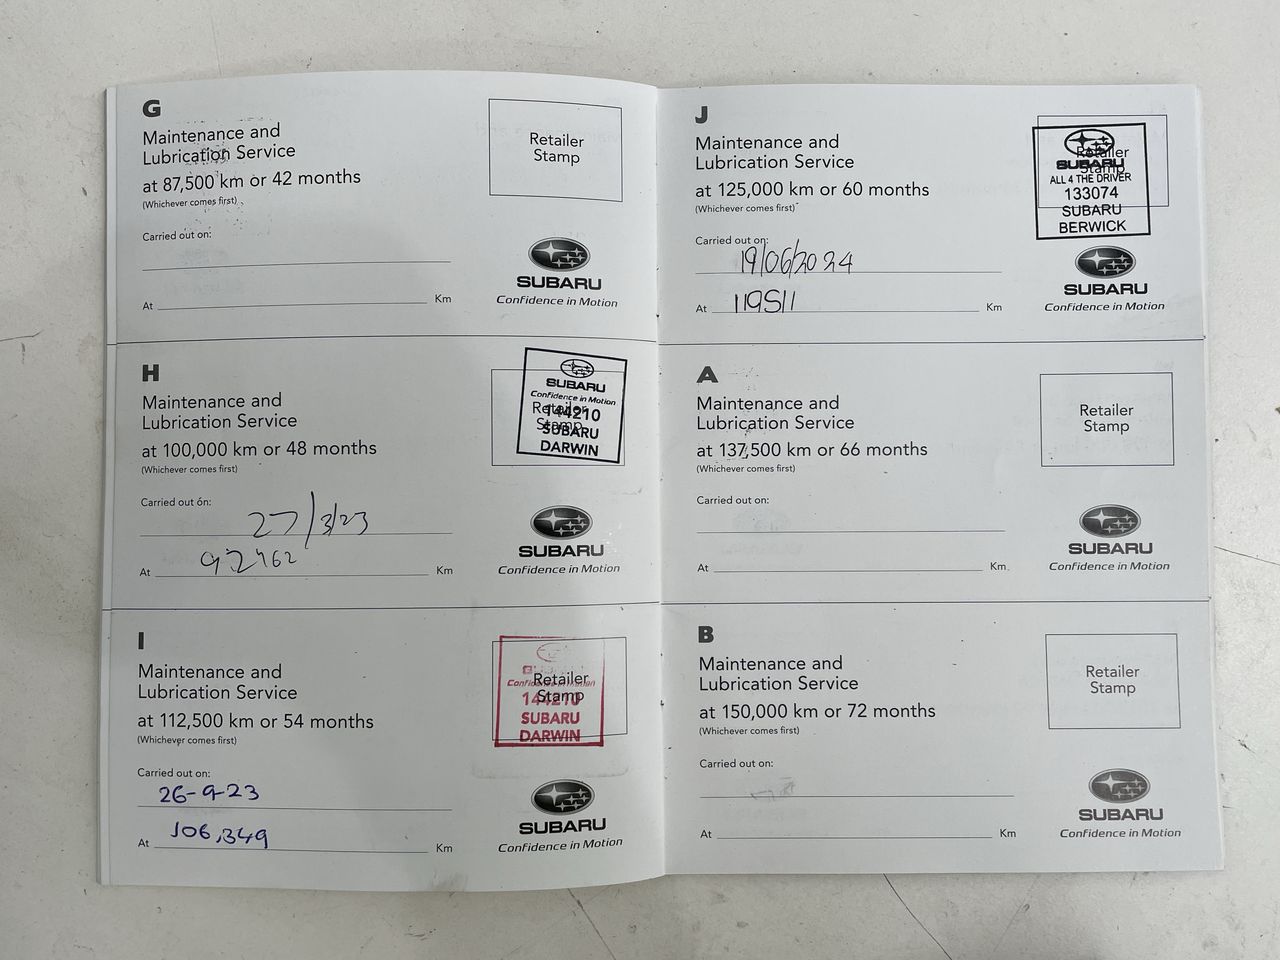 G
Maintenance and
Lubrication Service
at 87,500 km or 42 months
(Whichever comes first)
Carried out on:
At Km
Retailer
Stamp
SUBARU
Confidence in Motion
H
Maintenance and
Lubrication Service
at 100,000 km or 48 months
(Whichever comes first)
Carried out on:
27/3/23
At 92762 Km
Retailer
Stamp
SUBARU
Confidence in Motion
144210
SUBARU
DARWIN
SUBARU
Confidence in Motion
I
Maintenance and
Lubrication Service
at 112,500 km or 54 months
(Whichever comes first)
Carried out on:
26-9-23
At 106,349 Km
Retailer
Stamp
SUBARU
Confidence in Motion
144210
SUBARU
DARWIN
SUBARU
Confidence in Motion
J
Maintenance and
Lubrication Service
at 125,000 km or 60 months
(Whichever comes first)
Carried out on:
19/06/2024
At 119511 Km
Retailer
Stamp
SUBARU
ALL 4 THE DRIVER
133074
SUBARU
BERWICK
SUBARU
Confidence in Motion
A
Maintenance and
Lubrication Service
at 137,500 km or 66 months
(Whichever comes first)
Carried out on:
At Km
Retailer
Stamp
SUBARU
Confidence in Motion
B
Maintenance and
Lubrication Service
at 150,000 km or 72 months
(Whichever comes first)
Carried out on:
At Km
Retailer
Stamp
SUBARU
Confidence in Motion